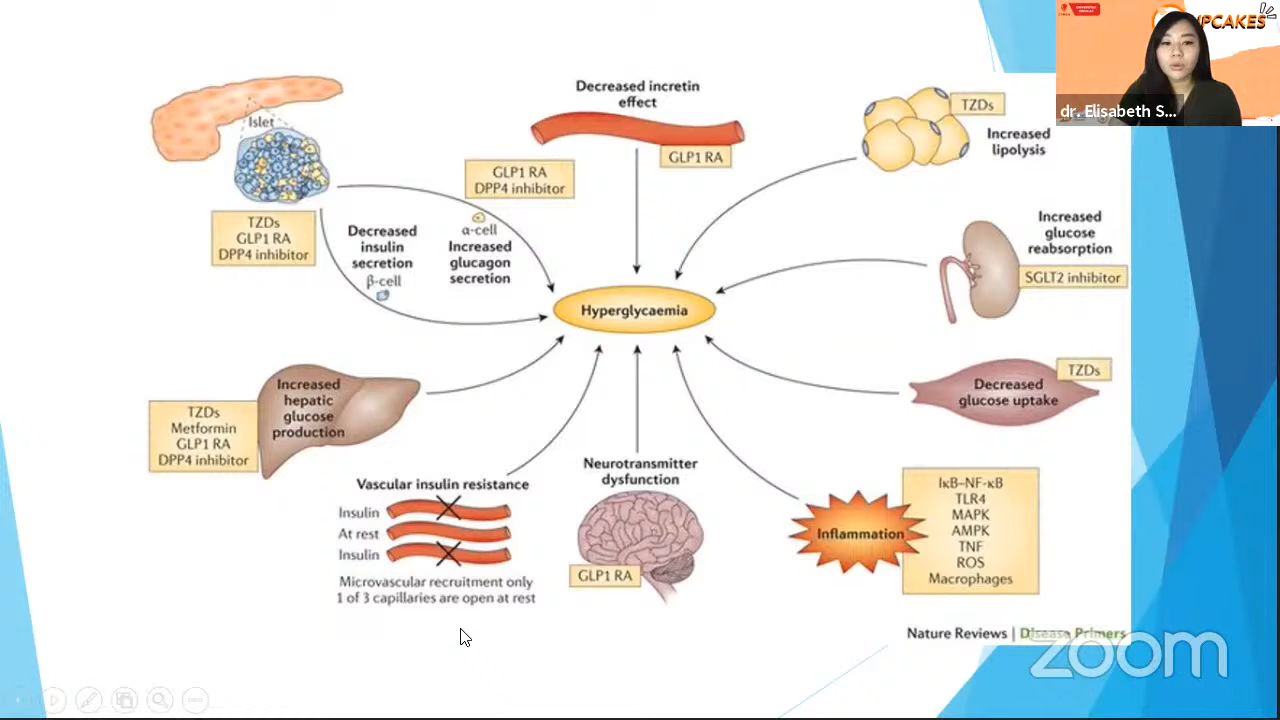 Islet
TZDs
GLP1 RA
DPP4 inhibitor
Decreased
insulin
secretion
β-cell
GLP1 RA
DPP4 inhibitor
α-cell
Increased
glucagon
secretion
Decreased incretin
effect
GLP1 RA
TZDs
Increased
lipolysis
dr. Elisabeth S...
Increased
glucose
reabsorption
SGLT2 inhibitor
Hyperglycaemia
TZDs
Decreased
glucose uptake
Increased
hepatic
glucose
production
TZDs
Metformin
GLP1 RA
DPP4 inhibitor
Vascular insulin resistance
Insulin
At rest
Insulin
Microvascular recruitment only
1 of 3 capillaries are open at rest
Neurotransmitter
dysfunction
GLP1 RA
Inflammation
IκB–NF-κB
TLR4
MAPK
AMPK
TNF
ROS
Macrophages
Nature Reviews | Disease Primers
zoom